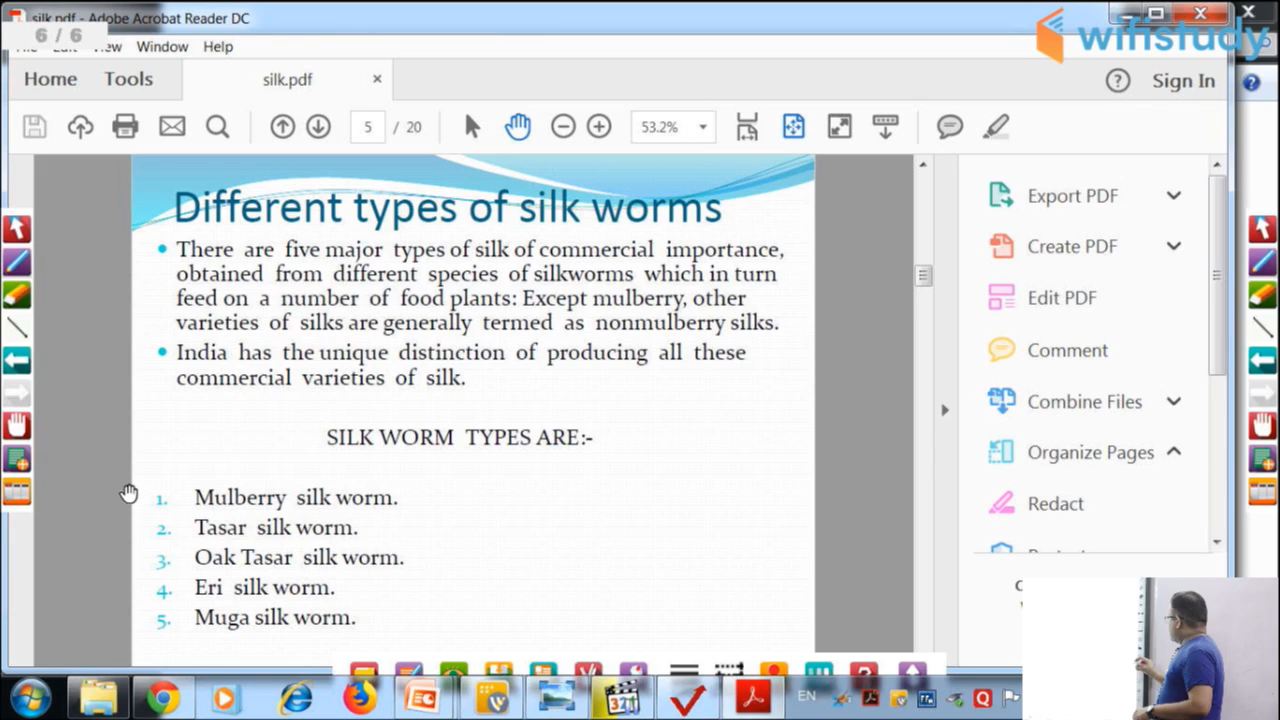 silk.pdf - Adobe Acrobat Reader DC
6 / 6
Window Help
wifistudy
Home Tools silk.pdf Sign In
5 / 20 53.2%
Different types of silk worms
There are five major types of silk of commercial importance,
obtained from different species of silkworms which in turn
feed on a number of food plants: Except mulberry, other
varieties of silks are generally termed as nonmulberry silks.
India has the unique distinction of producing all these
commercial varieties of silk.
SILK WORM TYPES ARE:-
1. Mulberry silk worm.
2. Tasar silk worm.
3. Oak Tasar silk worm.
4. Eri silk worm.
5. Muga silk worm.
Export PDF
Create PDF
Edit PDF
Comment
Combine Files
Organize Pages
Redact
EN